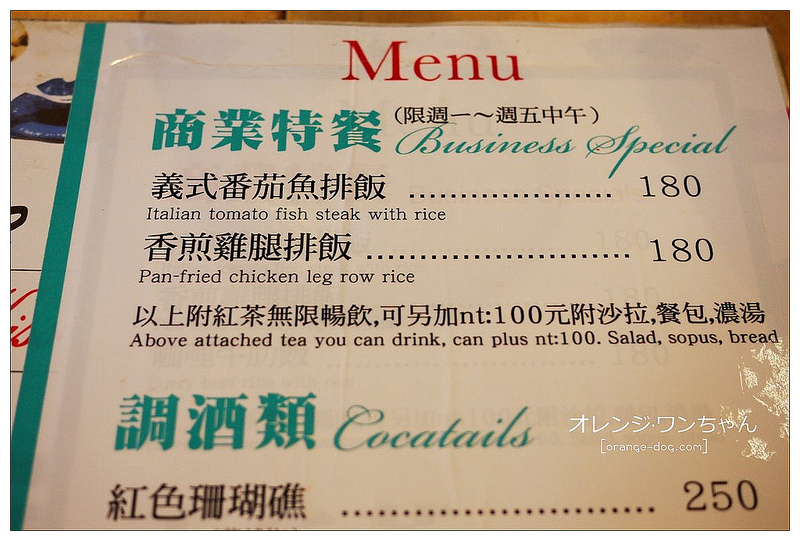 Menu
商業特餐 (限週一～週五中午)
Business Special
義式番茄魚排飯 ..................... 180
Italian tomato fish steak with rice
香煎雞腿排飯 ........................... 180
Pan-fried chicken leg row rice
以上附紅茶無限暢飲,可另加nt:100元附沙拉,餐包,濃湯
Above attached tea you can drink, can plus nt:100. Salad, sopus, bread
調酒類 Cocatails
オレンジ·ワンちゃん
[orange-dog.com]
紅色珊瑚礁 ................................ 250